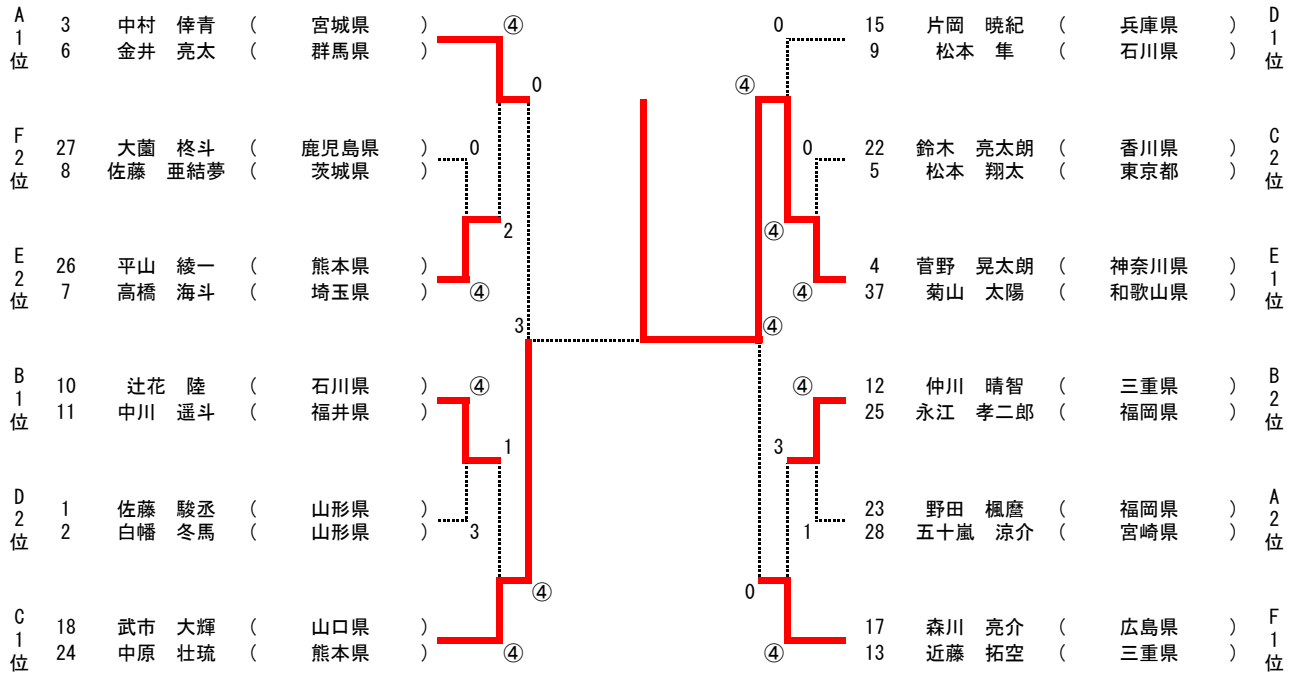 A1位 3 中村 倖青 ( 宮城県 ) ④
6 金井 亮太 ( 群馬県 )
0
F2位 27 大薗 柊斗 ( 鹿児島県 ) 0
8 佐藤 亜結夢 ( 茨城県 )
2
E2位 26 平山 綾一 ( 熊本県 )
7 高橋 海斗 ( 埼玉県 ) ④
3
B1位 10 辻花 陸 ( 石川県 ) ④
11 中川 遥斗 ( 福井県 )
1
D2位 1 佐藤 駿丞 ( 山形県 )
2 白幡 冬馬 ( 山形県 ) 3
④
C1位 18 武市 大輝 ( 山口県 )
24 中原 壮琉 ( 熊本県 ) ④
0 15 片岡 暁紀 ( 兵庫県 ) D1位
9 松本 隼 ( 石川県 )
④
0 22 鈴木 亮太朗 ( 香川県 ) C2位
5 松本 翔太 ( 東京都 )
④
4 菅野 晃太朗 ( 神奈川県 ) E1位
④ 37 菊山 太陽 ( 和歌山県 )
④
④ 12 仲川 晴智 ( 三重県 ) B2位
25 永江 孝二郎 ( 福岡県 )
3
23 野田 楓麿 ( 福岡県 ) A2位
1 28 五十嵐 涼介 ( 宮崎県 )
0
17 森川 亮介 ( 広島県 ) F1位
④ 13 近藤 拓空 ( 三重県 )